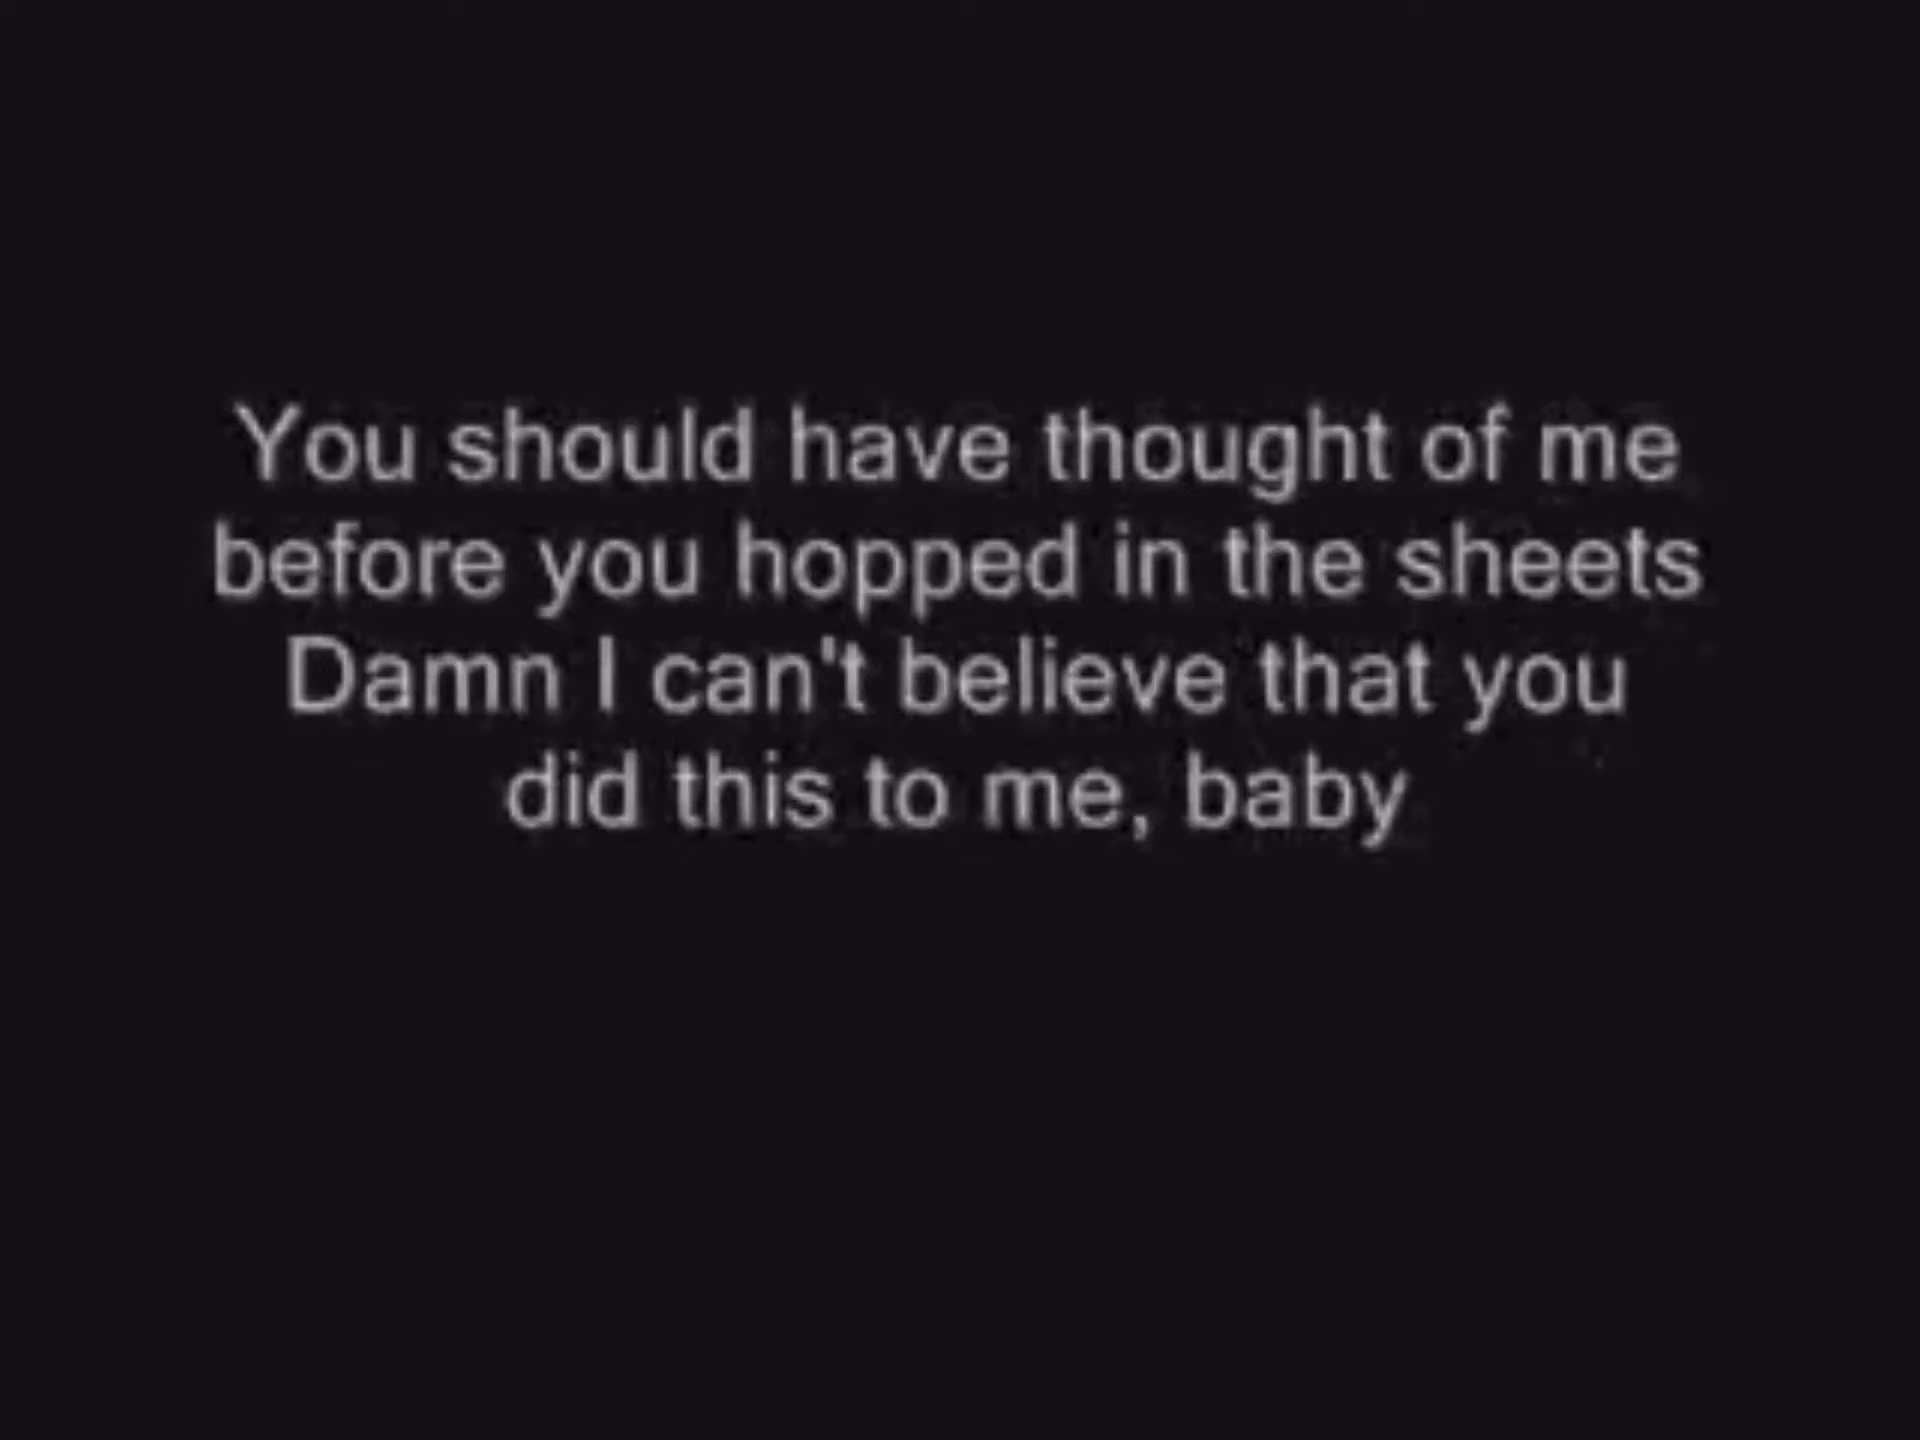 You should have thought of me
before you hopped in the sheets
Damn I can't believe that you
did this to me, baby